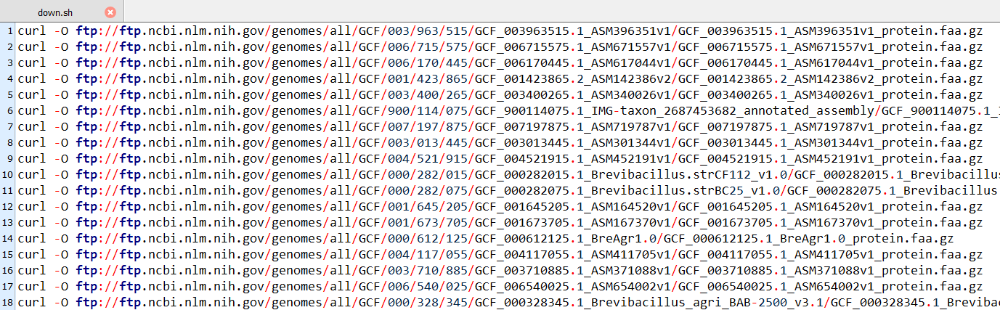 down.sh
1 curl -O ftp://ftp.ncbi.nlm.nih.gov/genomes/all/GCF/003/963/515/GCF_003963515.1_ASM396351v1/GCF_003963515.1_ASM396351v1_protein.faa.gz
2 curl -O ftp://ftp.ncbi.nlm.nih.gov/genomes/all/GCF/006/715/575/GCF_006715575.1_ASM671557v1/GCF_006715575.1_ASM671557v1_protein.faa.gz
3 curl -O ftp://ftp.ncbi.nlm.nih.gov/genomes/all/GCF/006/170/445/GCF_006170445.1_ASM617044v1/GCF_006170445.1_ASM617044v1_protein.faa.gz
4 curl -O ftp://ftp.ncbi.nlm.nih.gov/genomes/all/GCF/001/423/865/GCF_001423865.2_ASM142386v2/GCF_001423865.2_ASM142386v2_protein.faa.gz
5 curl -O ftp://ftp.ncbi.nlm.nih.gov/genomes/all/GCF/003/400/265/GCF_003400265.1_ASM340026v1/GCF_003400265.1_ASM340026v1_protein.faa.gz
6 curl -O ftp://ftp.ncbi.nlm.nih.gov/genomes/all/GCF/900/114/075/GCF_900114075.1_IMG-taxon_2687453682_annotated_assembly/GCF_900114075.1_
7 curl -O ftp://ftp.ncbi.nlm.nih.gov/genomes/all/GCF/007/197/875/GCF_007197875.1_ASM719787v1/GCF_007197875.1_ASM719787v1_protein.faa.gz
8 curl -O ftp://ftp.ncbi.nlm.nih.gov/genomes/all/GCF/003/013/445/GCF_003013445.1_ASM301344v1/GCF_003013445.1_ASM301344v1_protein.faa.gz
9 curl -O ftp://ftp.ncbi.nlm.nih.gov/genomes/all/GCF/004/521/915/GCF_004521915.1_ASM452191v1/GCF_004521915.1_ASM452191v1_protein.faa.gz
10 curl -O ftp://ftp.ncbi.nlm.nih.gov/genomes/all/GCF/000/282/015/GCF_000282015.1_Brevibacillus.strCF112_v1.0/GCF_000282015.1_Brevibacillus
11 curl -O ftp://ftp.ncbi.nlm.nih.gov/genomes/all/GCF/000/282/075/GCF_000282075.1_Brevibacillus.strBC25_v1.0/GCF_000282075.1_Brevibacillus
12 curl -O ftp://ftp.ncbi.nlm.nih.gov/genomes/all/GCF/001/645/205/GCF_001645205.1_ASM164520v1/GCF_001645205.1_ASM164520v1_protein.faa.gz
13 curl -O ftp://ftp.ncbi.nlm.nih.gov/genomes/all/GCF/001/673/705/GCF_001673705.1_ASM167370v1/GCF_001673705.1_ASM167370v1_protein.faa.gz
14 curl -O ftp://ftp.ncbi.nlm.nih.gov/genomes/all/GCF/000/612/125/GCF_000612125.1_BreAgr1.0/GCF_000612125.1_BreAgr1.0_protein.faa.gz
15 curl -O ftp://ftp.ncbi.nlm.nih.gov/genomes/all/GCF/004/117/055/GCF_004117055.1_ASM411705v1/GCF_004117055.1_ASM411705v1_protein.faa.gz
16 curl -O ftp://ftp.ncbi.nlm.nih.gov/genomes/all/GCF/003/710/885/GCF_003710885.1_ASM371088v1/GCF_003710885.1_ASM371088v1_protein.faa.gz
17 curl -O ftp://ftp.ncbi.nlm.nih.gov/genomes/all/GCF/006/540/025/GCF_006540025.1_ASM654002v1/GCF_006540025.1_ASM654002v1_protein.faa.gz
18 curl -O ftp://ftp.ncbi.nlm.nih.gov/genomes/all/GCF/000/328/345/GCF_000328345.1_Brevibacillus_agri_BAB-2500_v3.1/GCF_000328345.1_Breviba